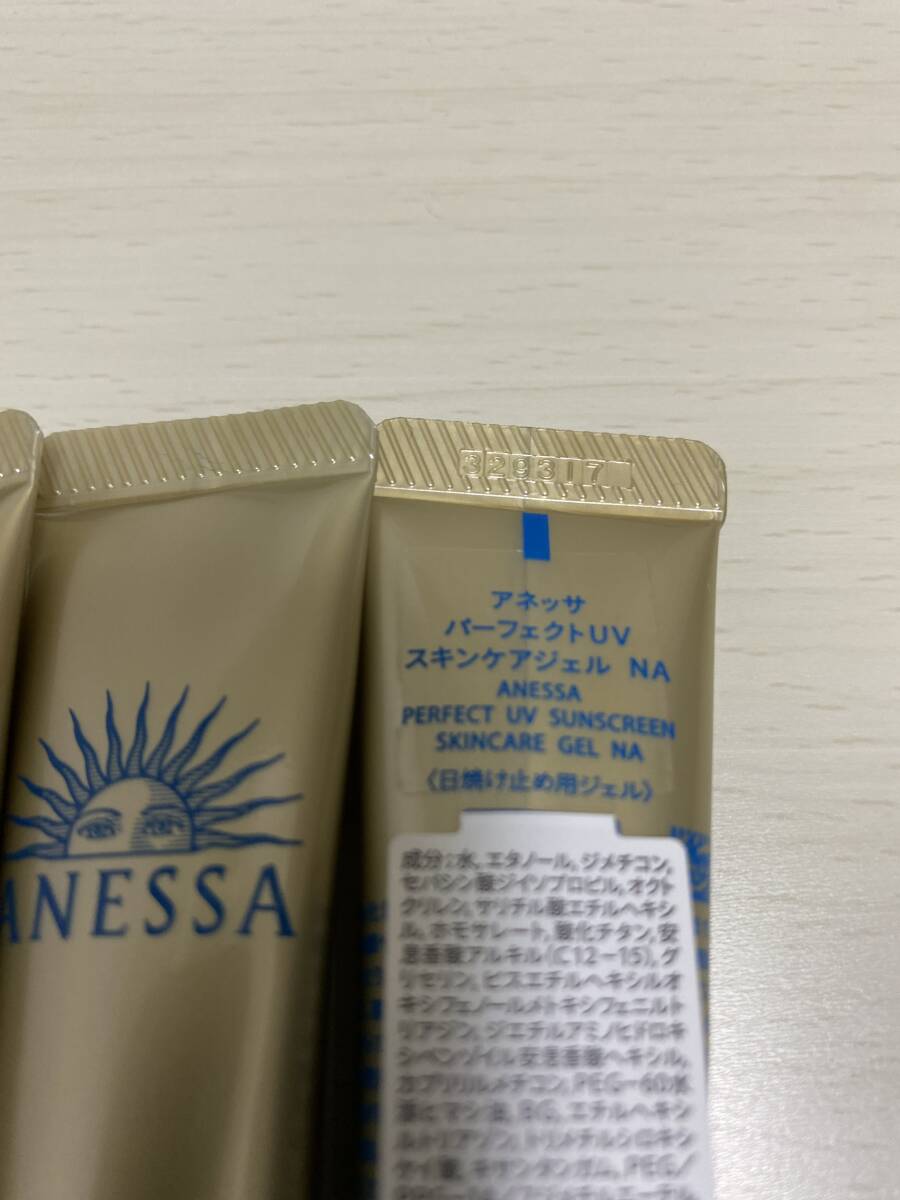 329317
アネッサ
パーフェクトUV
スキンケアジェル NA
ANESSA
PERFECT UV SUNSCREEN
SKINCARE GEL NA
〈日焼け止め用ジェル〉
ANESSA
成分:水, エタノール, ジメチコン,
セバシン酸ジイソプロピル, オクト
クリレン, サリチル酸エチルヘキシ
ル, ホモサレート, 酸化チタン, 安
息香酸アルキル(C12-15), グ
リセリン, ビスエチルヘキシルオ
キシフェノールメトキシフェニルト
リアジン, ジエチルアミノヒドロキ
シベンゾイル安息香酸ヘキシル,
カプリリルメチコン, PEG-60水
添ヒマシ油, BG, エチルヘキシ
ルトリアゾン, トリメチルシロキシ
ケイ酸, キサンタンガム, PEG/